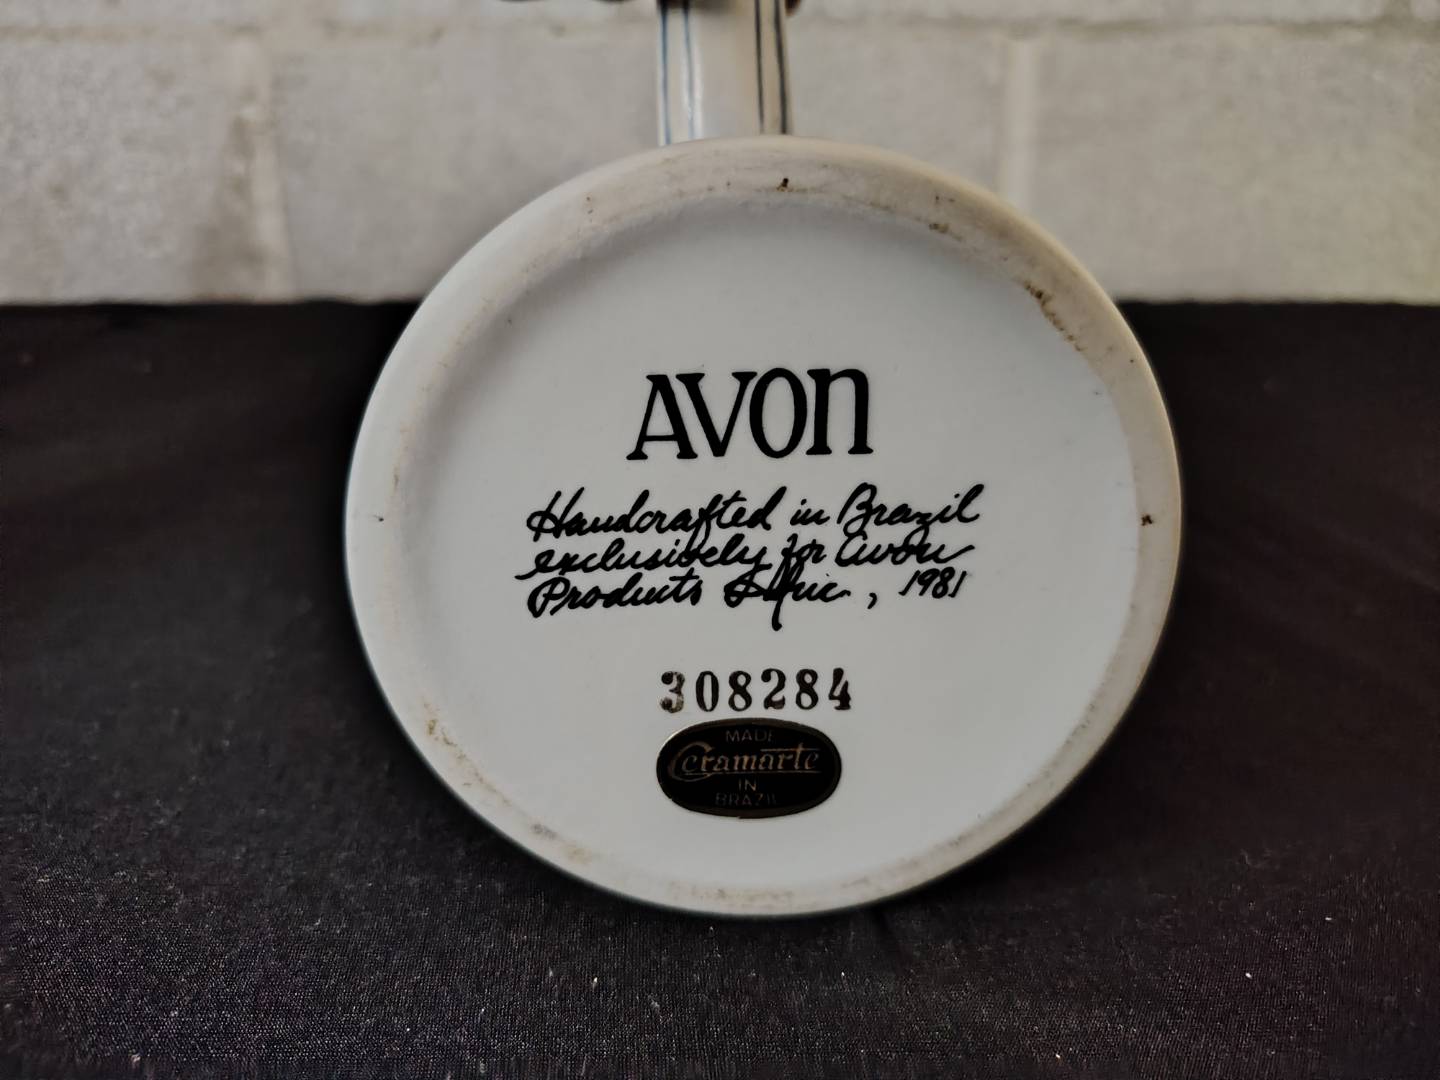 AVON
Handcrafted in Brazil
exclusively for Avon
Products Inc., 1981
308284
MADE
Ceramarte
IN
BRAZIL